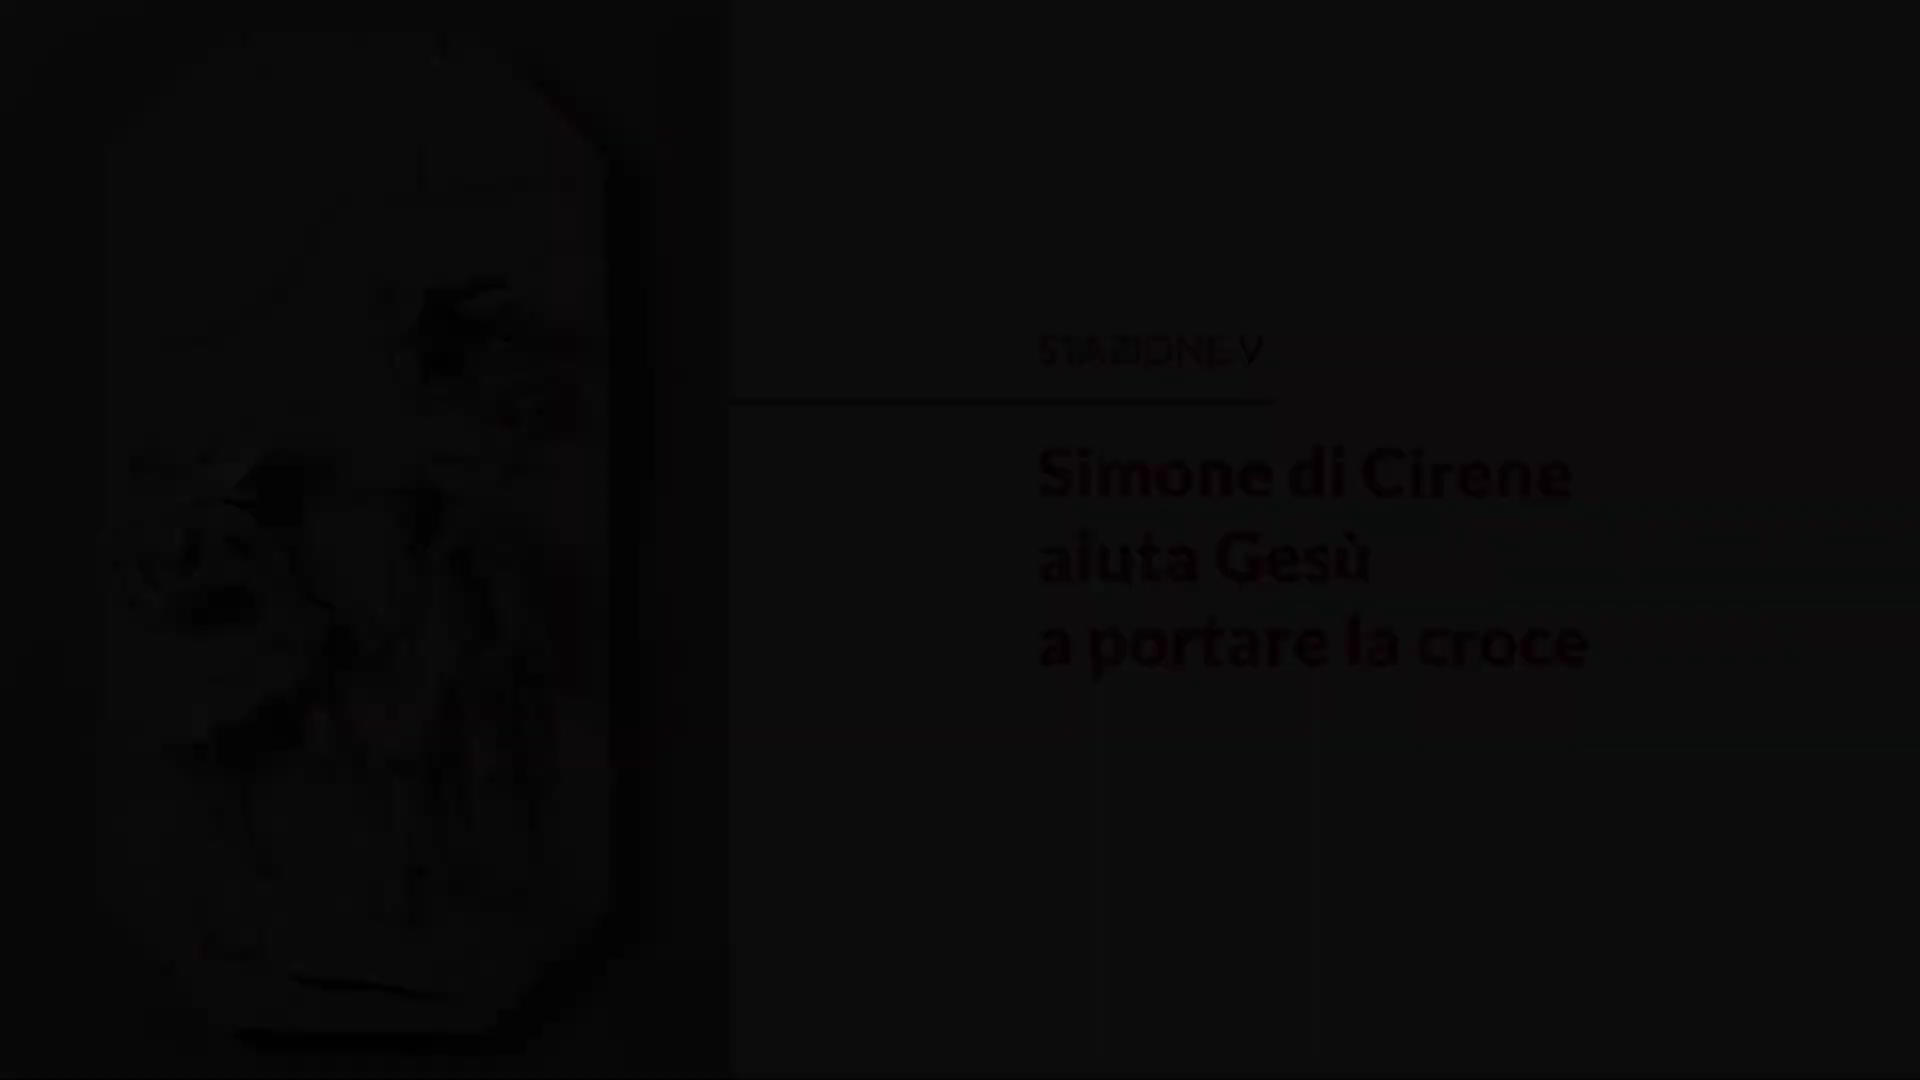 STAZIONE V
Simone di Cirene
aiuta Gesù
a portare la croce